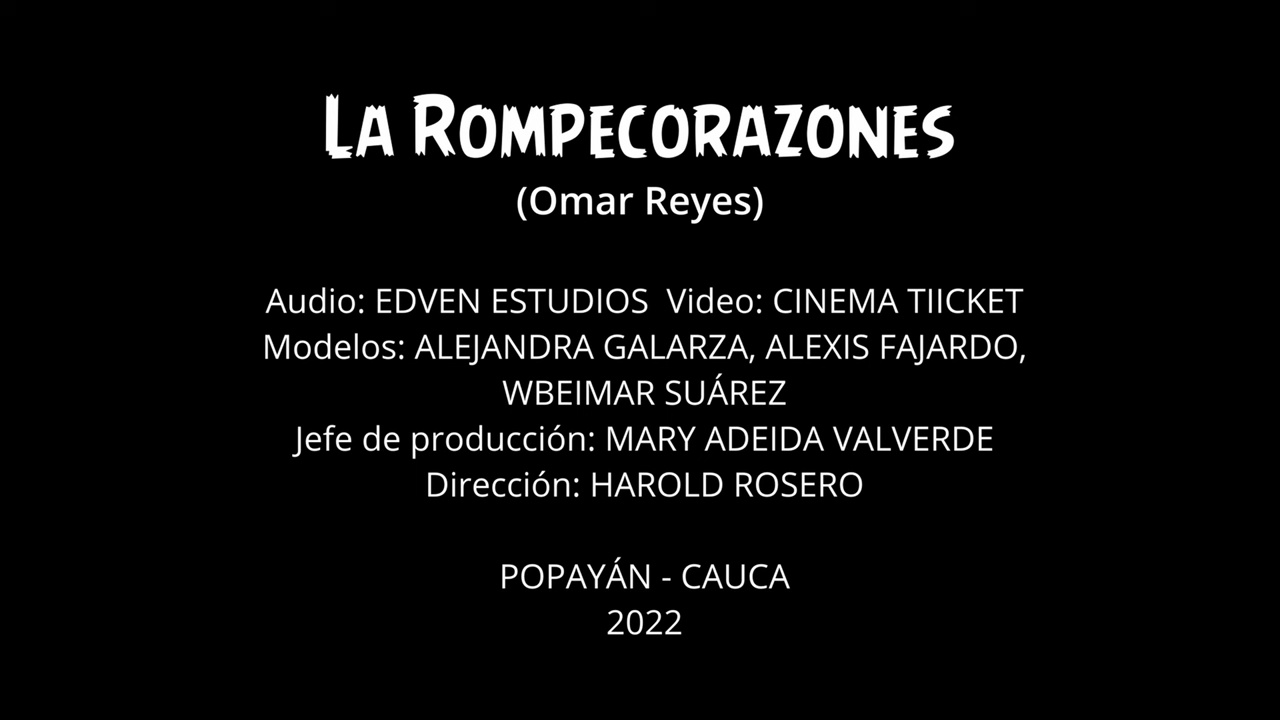 LA ROMPECORAZONES
(Omar Reyes)
Audio: EDVEN ESTUDIOS Video: CINEMA TIICKET
Modelos: ALEJANDRA GALARZA, ALEXIS FAJARDO,
WBEIMAR SUÁREZ
Jefe de producción: MARY ADEIDA VALVERDE
Dirección: HAROLD ROSERO
POPAYÁN - CAUCA
2022